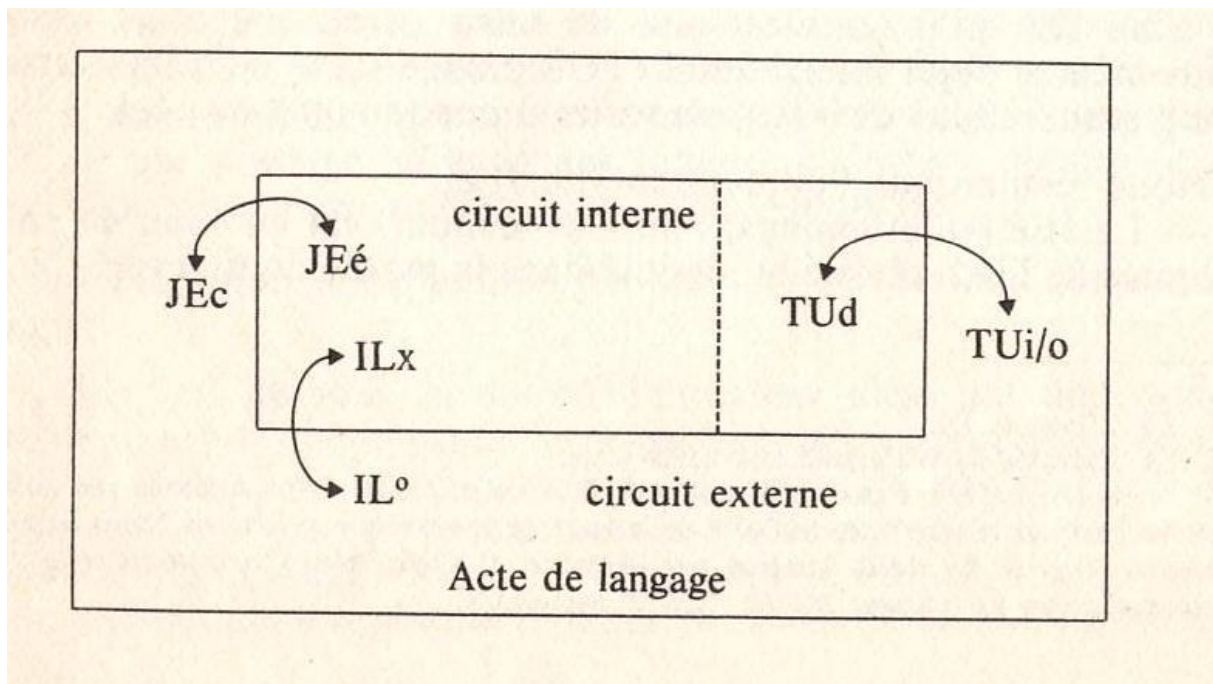 circuit interne
JEé
JEc
TUd
TUi/o
ILx
ILº
circuit externe
Acte de langage